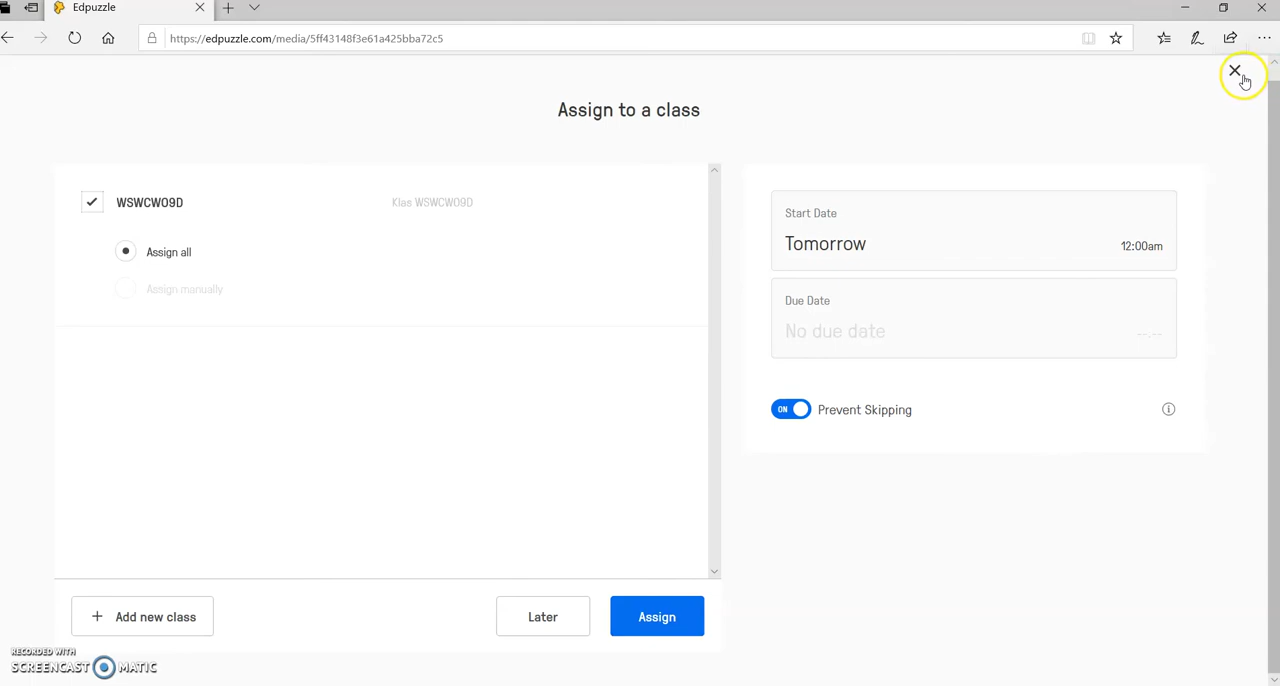 Edpuzzle
https://edpuzzle.com/media/5ff43148f3e61a425bba72c5
Assign to a class
WSWCWO9D Klas WSWCWO9D
Assign all
Assign manually
Start Date
Tomorrow 12:00am
Due Date
No due date --:--
ON Prevent Skipping
+ Add new class
Later
Assign
RECORDED WITH
SCREENCAST MATIC